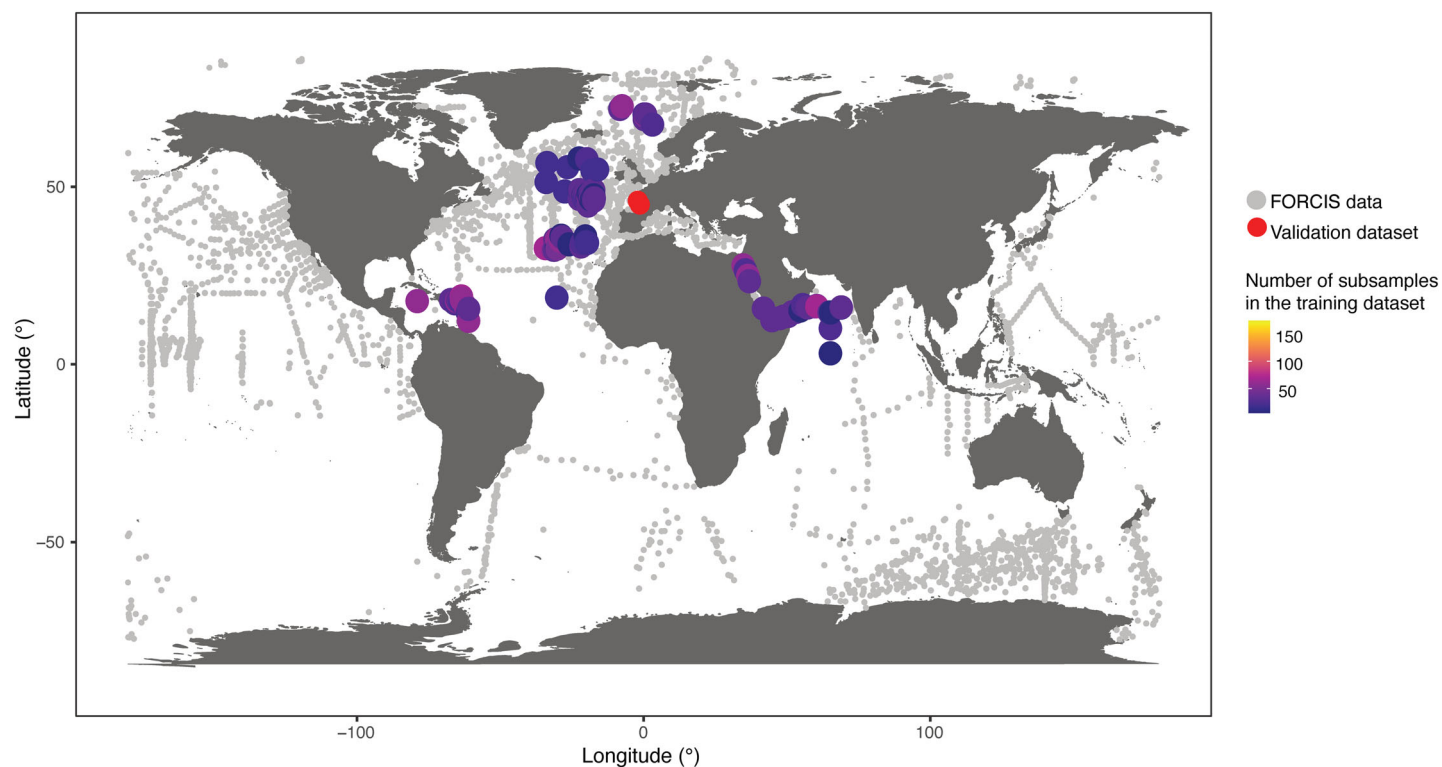 50
0
−50
Latitude (°)
−100
0
100
Longitude (°)
FORCIS data
Validation dataset
Number of subsamples
in the training dataset
150
100
50